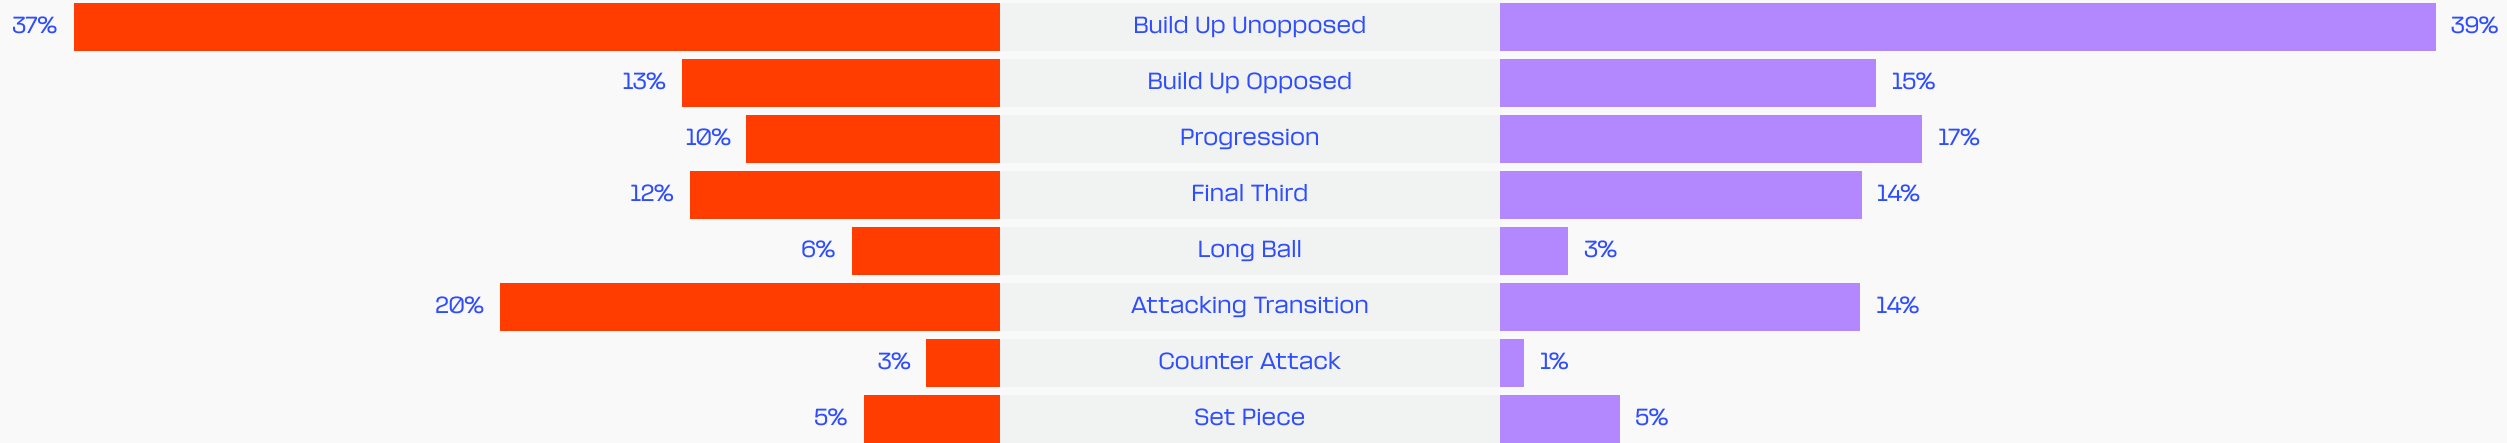 37% Build Up Unopposed 39%
13% Build Up Opposed 15%
10% Progression 17%
12% Final Third 14%
6% Long Ball 3%
20% Attacking Transition 14%
3% Counter Attack 1%
5% Set Piece 5%